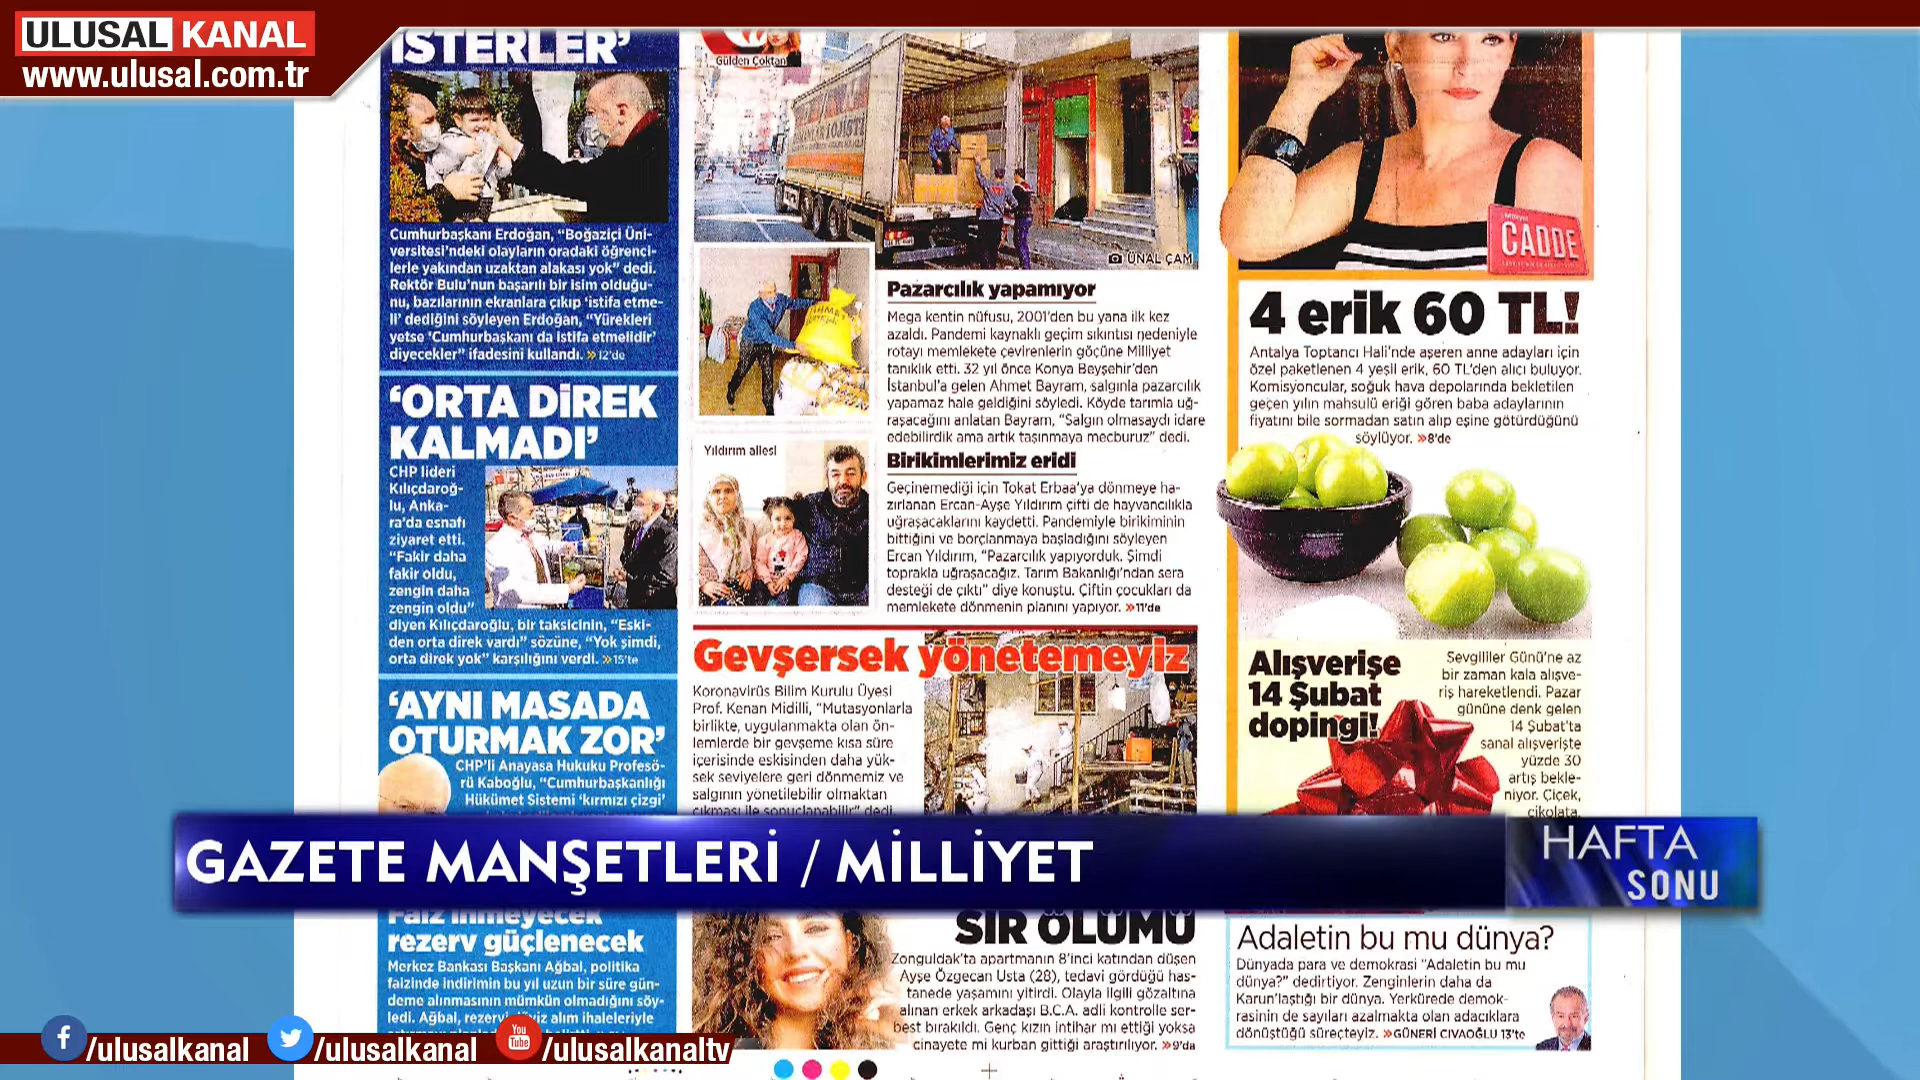 ULUSAL KANAL
www.ulusal.com.tr
İSTERLER’
Cumhurbaşkanı Erdoğan, “Boğaziçi Üni-
versitesi’ndeki olayların oradaki öğrenci-
lerle yakından uzaktan alakası yok” dedi.
Rektör Bulu’nun başarılı bir isim olduğu-
nu, bazılarının ekranlara çıkıp ‘istifa etme-
li’ dediğini söyleyen Erdoğan, “Yürekleri
yetse ‘Cumhurbaşkanı da istifa etmelidir’
diyecekler” ifadesini kullandı. »12’de
‘ORTA DİREK
KALMADI’
CHP lideri
Kılıçdaroğ-
lu, Anka-
ra’da esnafı
ziyaret etti.
“Fakir daha
fakir oldu,
zengin daha
zengin oldu”
diyen Kılıçdaroğlu, bir taksicinin, “Eski-
den orta direk vardı” sözüne, “Yok şimdi,
orta direk yok” karşılığını verdi. »15’te
‘AYNI MASADA
OTURMAK ZOR’
CHP’li Anayasa Hukuku Profesö-
rü Kaboğlu, “Cumhurbaşkanlığı
Hükümet Sistemi ‘kırmızı çizgi’
Faiz inmeyecek
rezerv güçlenecek
Merkez Bankası Başkanı Ağbal, politika
faizinde indirimin bu yıl uzun bir süre gün-
deme alınmasının mümkün olmadığını söy-
ledi. Ağbal, rezervi alım ihaleleriyle
Gülden Çoktan
ÜNAL ÇAM
Pazarcılık yapamıyor
Mega kentin nüfusu, 2001’den bu yana ilk kez
azaldı. Pandemi kaynaklı geçim sıkıntısı nedeniyle
rotayı memlekete çevirenlerin göçüne Milliyet
tanıklık etti. 32 yıl önce Konya Beyşehir’den
İstanbul’a gelen Ahmet Bayram, salgınla pazarcılık
yapamaz hale geldiğini söyledi. Köyde tarımla uğ-
raşacağını anlatan Bayram, “Salgın olmasaydı idare
edebilirdik ama artık taşınmaya mecburuz” dedi.
Yıldırım ailesi
Birikimlerimiz eridi
Geçinemediği için Tokat Erbaa’ya dönmeye ha-
zırlanan Ercan-Ayşe Yıldırım çifti de hayvancılıkla
uğraşacaklarını kaydetti. Pandemiyle birikiminin
bittiğini ve borçlanmaya başladığını söyleyen
Ercan Yıldırım, “Pazarcılık yapıyorduk. Şimdi
toprakla uğraşacağız. Tarım Bakanlığı’ndan sera
desteği de çıktı” diye konuştu. Çiftin çocukları da
memlekete dönmenin planını yapıyor. »11’de
Gevşersek yönetemeyiz
Koronavirüs Bilim Kurulu Üyesi
Prof. Kenan Midilli, “Mutasyonlarla
birlikte, uygulanmakta olan ön-
lemlerde bir gevşeme kısa süre
içerisinde eskisinden daha yük-
sek seviyelere geri dönmemiz ve
salgının yönetilebilir olmaktan
çıkması ile sonuçlanabilir” dedi.
SIR ÖLÜMÜ
Zonguldak’ta apartmanın 8’inci katından düşen
Ayşe Özgecan Usta (28), tedavi gördüğü has-
tanede yaşamını yitirdi. Olayla ilgili gözaltına
alınan erkek arkadaşı B.C.A. adli kontrolle ser-
best bırakıldı. Genç kızın intihar mı ettiği yoksa
cinayete mi kurban gittiği araştırılıyor. »9’da
CADDE
4 erik 60 TL!
Antalya Toptancı Hali’nde aşeren anne adayları için
özel paketlenen 4 yeşil erik, 60 TL’den alıcı buluyor.
Komisyoncular, soğuk hava depolarında bekletilen
geçen yılın mahsulü eriği gören baba adaylarının
fiyatını bile sormadan satın alıp eşine götürdüğünü
söylüyor. »8’de
Alışverişe
14 Şubat
dopingi!
Sevgililer Günü’ne az
bir zaman kala alışve-
riş hareketlendi. Pazar
gününe denk gelen
14 Şubat’ta
sanal alışverişte
yüzde 30
artış bekle-
niyor. Çiçek,
çikolata,
Adaletin bu mu dünya?
Dünyada para ve demokrasi “Adaletin bu mu
dünya?” dedirtiyor. Zenginlerin daha da
Karun’laştığı bir dünya. Yerkürede demok-
rasinin de sayıları azalmakta olan adacıklara
dönüştüğü süreçteyiz. »GÜNERİ CIVAOĞLU 13’te
GAZETE MANŞETLERİ / MİLLİYET
HAFTA
SONU
/ulusalkanal
/ulusalkanal
You Tube
/ulusalkanaltv